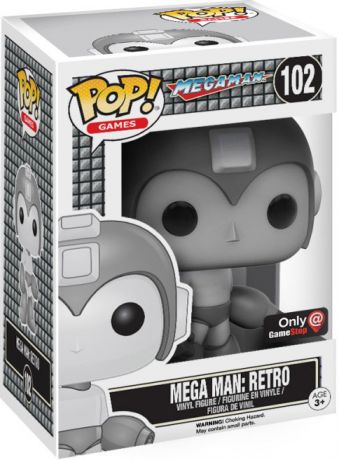 POP!
GAMES
MEGAMAN
102
Only @
GameStop
MEGA MAN: RETRO
VINYL FIGURE / FIGURINE EN VINYLE /
FIGURA DE VINIL
AGE
3+
WARNING: Choking Hazard.
May contain small parts.
MEGA MAN: RETRO
102
POP!